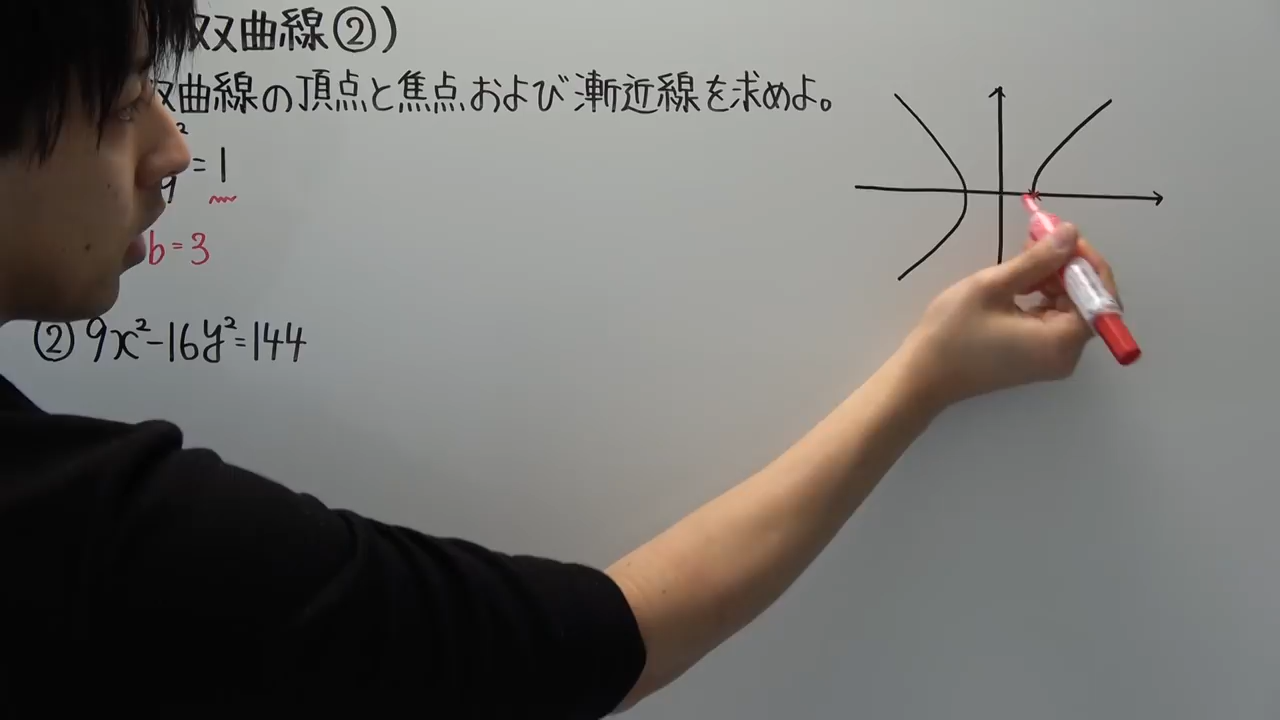 双曲線②)
双曲線の頂点と焦点および漸近線を求めよ。
9 = 1
b = 3
② 9x²-16y²=144